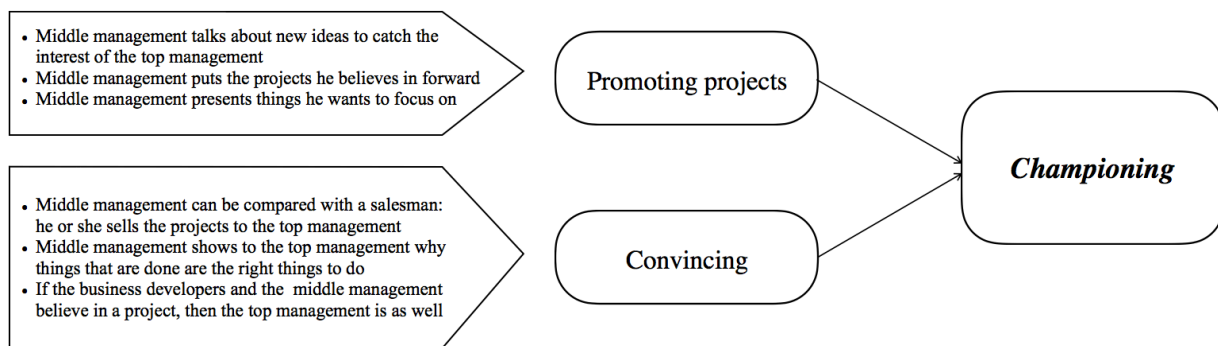 • Middle management talks about new ideas to catch the
interest of the top management
• Middle management puts the projects he believes in forward
• Middle management presents things he wants to focus on
Promoting projects
Championing
• Middle management can be compared with a salesman:
he or she sells the projects to the top management
• Middle management shows to the top management why
things that are done are the right things to do
• If the business developers and the middle management
believe in a project, then the top management is as well
Convincing